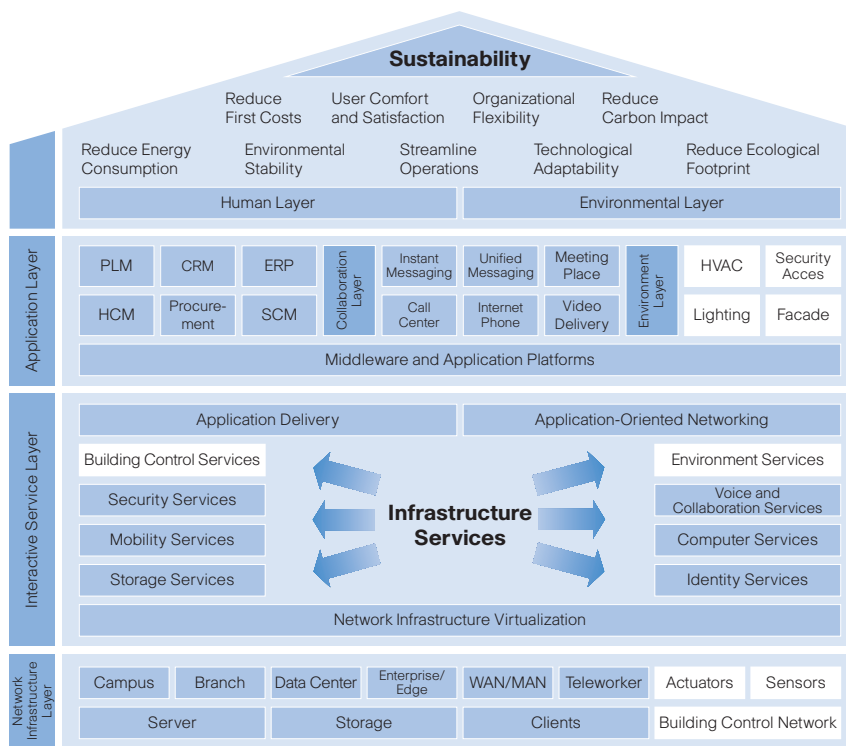 Sustainability
Reduce
First Costs
User Comfort
and Satisfaction
Organizational
Flexibility
Reduce
Carbon Impact
Reduce Energy
Consumption
Environmental
Stability
Streamline
Operations
Technological
Adaptability
Reduce Ecological
Footprint
Human Layer
Environmental Layer
Application Layer
PLM
CRM
ERP
Collaboration
Layer
Instant
Messaging
Unified
Messaging
Meeting
Place
Environment
Layer
HVAC
Security
Acces
HCM
Procure-
ment
SCM
Call
Center
Internet
Phone
Video
Delivery
Lighting
Facade
Middleware and Application Platforms
Interactive Service Layer
Application Delivery
Application-Oriented Networking
Building Control Services
Security Services
Mobility Services
Storage Services
Infrastructure
Services
Environment Services
Voice and
Collaboration Services
Computer Services
Identity Services
Network Infrastructure Virtualization
Network
Infrastructure
Layer
Campus
Branch
Data Center
Enterprise/
Edge
WAN/MAN
Teleworker
Actuators
Sensors
Server
Storage
Clients
Building Control Network